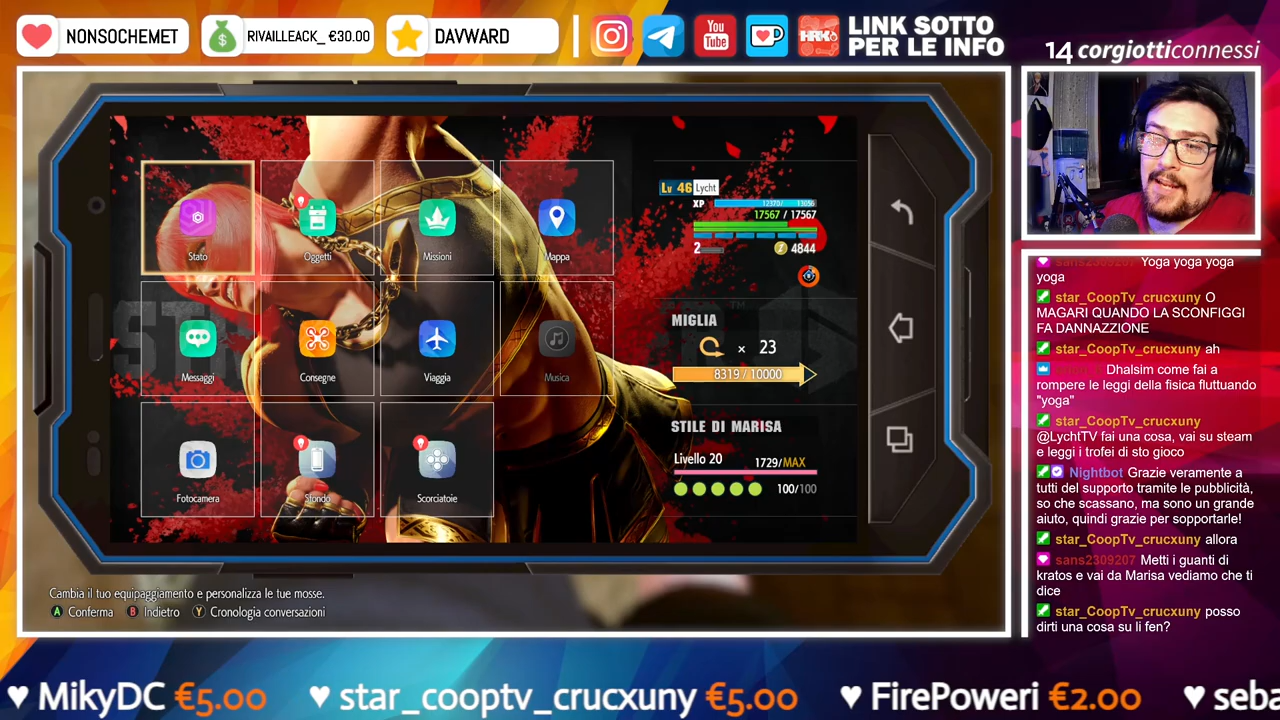 NONSOCHEMET
RIVAILLEACK_ €30.00
DAVWARD
You
Tube
HRK
LINK SOTTO
PER LE INFO
14 corgiotticonnessi
Stato
Oggetti
Missioni
Mappa
Messaggi
Consegne
Viaggia
Musica
Fotocamera
Sfondo
Scorciatoie
Lv 46 Lycht
XP 12370 / 13056
17567 / 17567
2
4844
MIGLIA
× 23
8319 / 10000
STILE DI MARISA
Livello 20 1729/MAX
100/100
Cambia il tuo equipaggiamento e personalizza le tue mosse.
A Conferma B Indietro Y Cronologia conversazioni
sans2309207 Yoga yoga yoga
yoga
star_CoopTv_crucxuny O
MAGARI QUANDO LA SCONFIGGI
FA DANNAZZIONE
star_CoopTv_crucxuny ah
Dhalsim come fai a
rompere le leggi della fisica fluttuando
"yoga"
star_CoopTv_crucxuny
@LychtTV fai una cosa, vai su steam
e leggi i trofei di sto gioco
Nightbot Grazie veramente a
tutti del supporto tramite le pubblicità,
so che scassano, ma sono un grande
aiuto, quindi grazie per sopportarle!
star_CoopTv_crucxuny allora
sans2309207 Metti i guanti di
kratos e vai da Marisa vediamo che ti
dice
star_CoopTv_crucxuny posso
dirti una cosa su li fen?
♥ MikyDC €5.00 ♥ star_cooptv_crucxuny €5.00 ♥ FirePoweri €2.00 ♥ seba